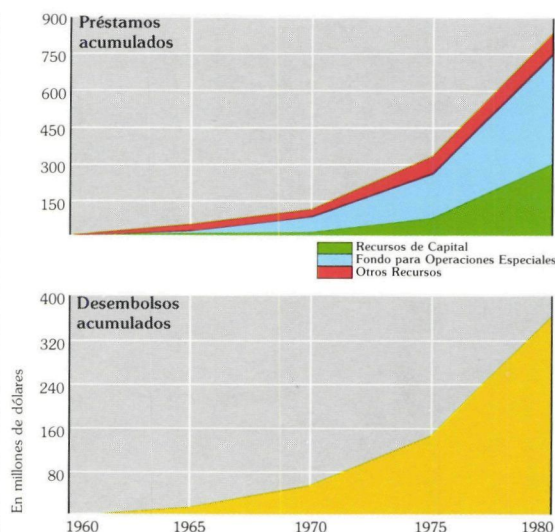 900
Préstamos
acumulados
750
600
450
300
150
Recursos de Capital
Fondo para Operaciones Especiales
Otros Recursos
400
Desembolsos
acumulados
320
240
160
80
En millones de dólares
1960 1965 1970 1975 1980